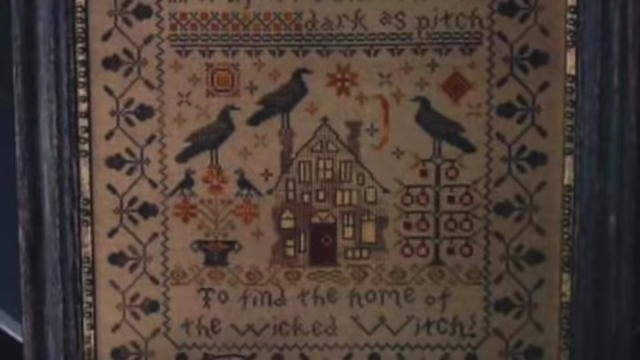 dark as pitch
To find the home of
the wicked Witch!